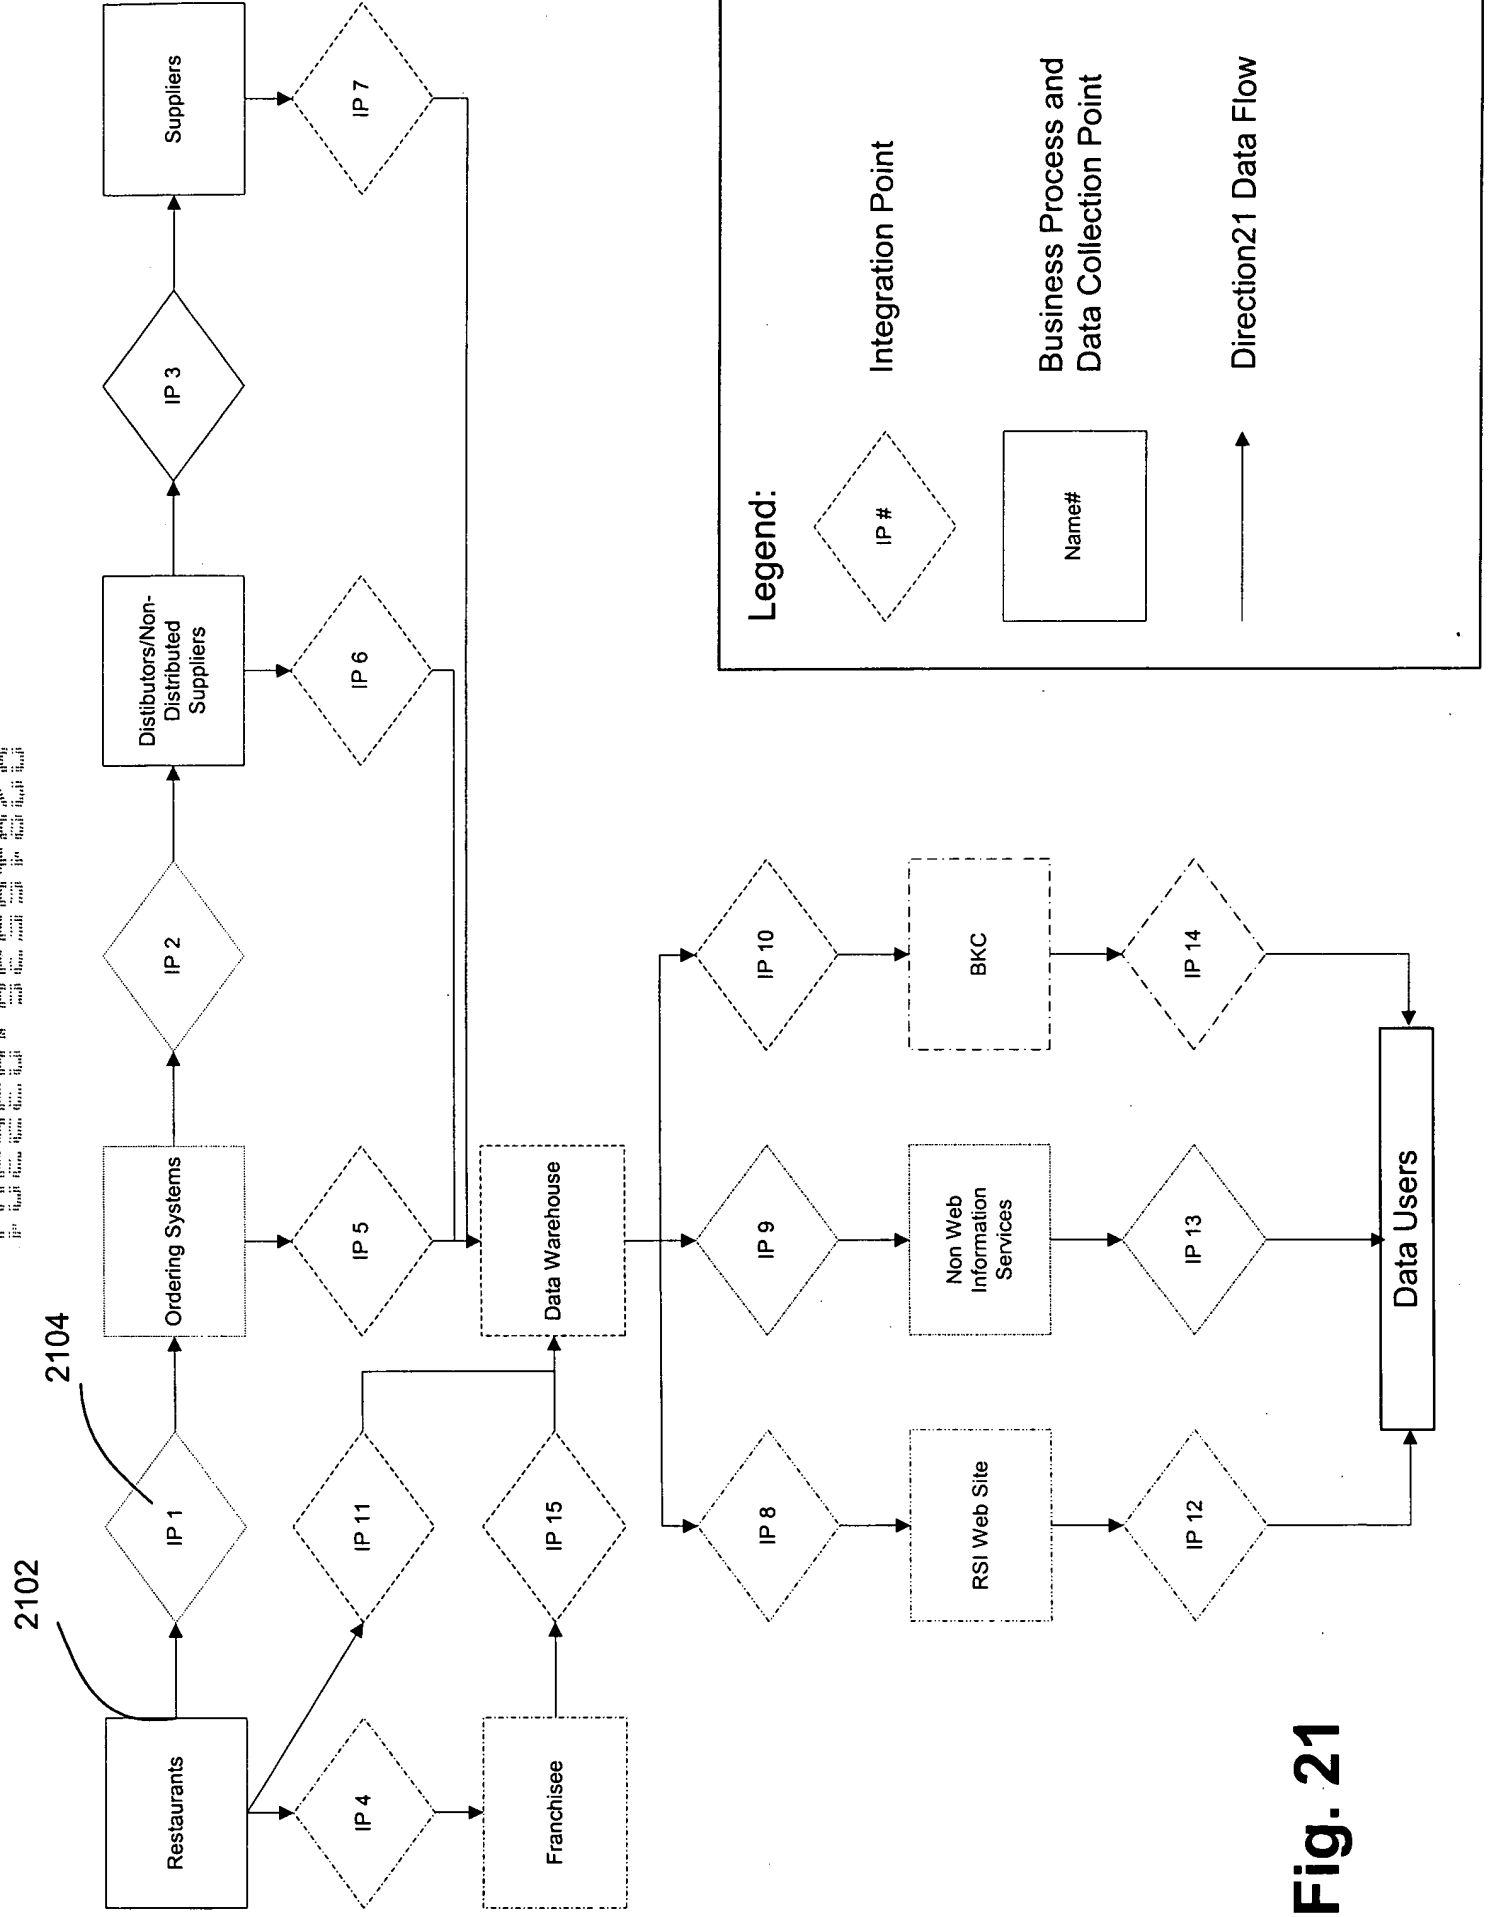 2102
2104
Restaurants
IP 1
Ordering Systems
IP 2
Distibutors/Non-
Distributed
Suppliers
IP 3
Suppliers
IP 4
IP 11
IP 5
IP 6
IP 7
Franchisee
IP 15
Data Warehouse
IP 8
IP 9
IP 10
RSI Web Site
Non Web
Information
Services
BKC
IP 12
IP 13
IP 14
Data Users
Legend:
IP #
Integration Point
Name#
Business Process and
Data Collection Point
Direction21 Data Flow
Fig. 21